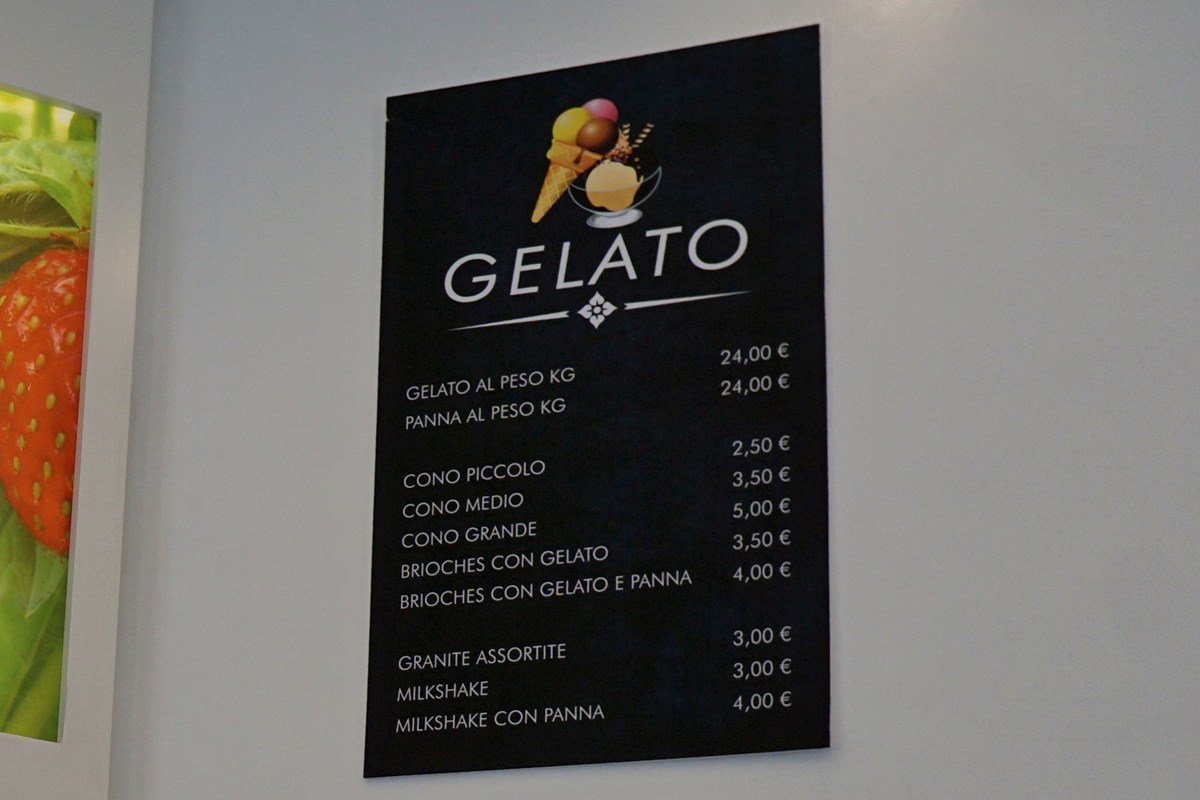 GELATO
GELATO AL PESO KG 24,00 €
PANNA AL PESO KG 24,00 €
CONO PICCOLO 2,50 €
CONO MEDIO 3,50 €
CONO GRANDE 5,00 €
BRIOCHES CON GELATO 3,50 €
BRIOCHES CON GELATO E PANNA 4,00 €
GRANITE ASSORTITE 3,00 €
MILKSHAKE 3,00 €
MILKSHAKE CON PANNA 4,00 €